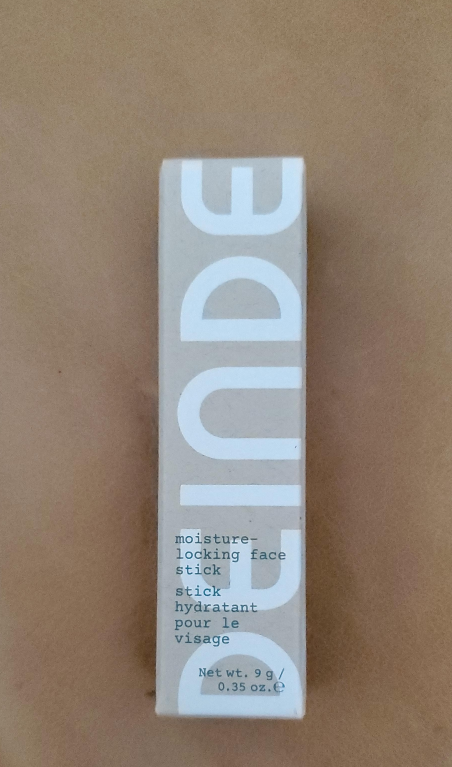 DEINDE
moisture-
locking face
stick
stick
hydratant
pour le
visage
Net wt. 9 g /
0.35 oz.℮